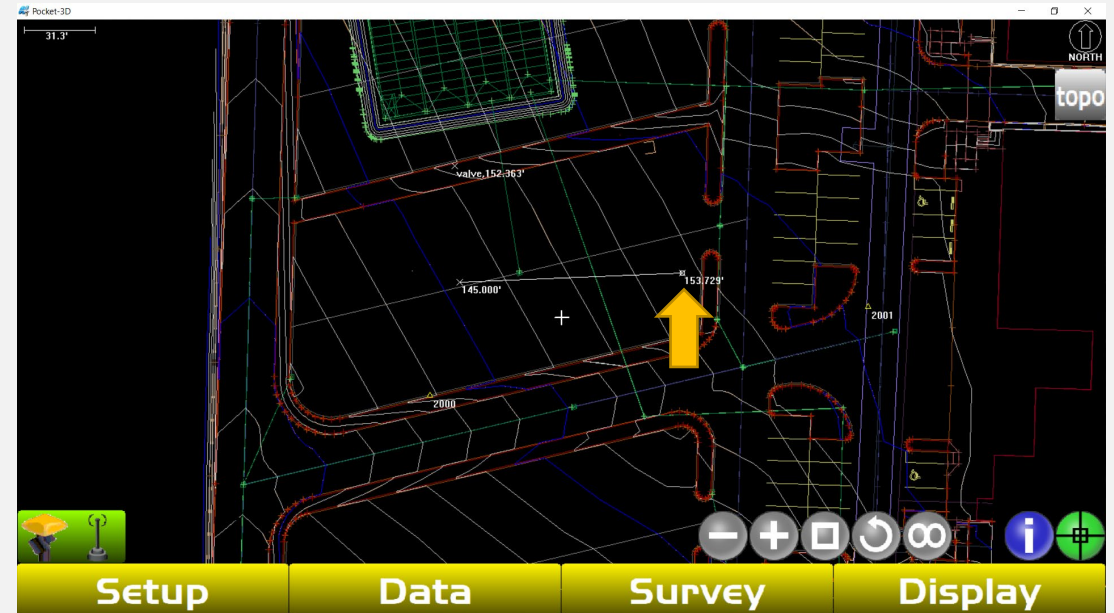 Pocket-3D
31.3'
NORTH
topo
valve,152.363'
153.729'
145.000'
2001
2000
Setup
Data
Survey
Display